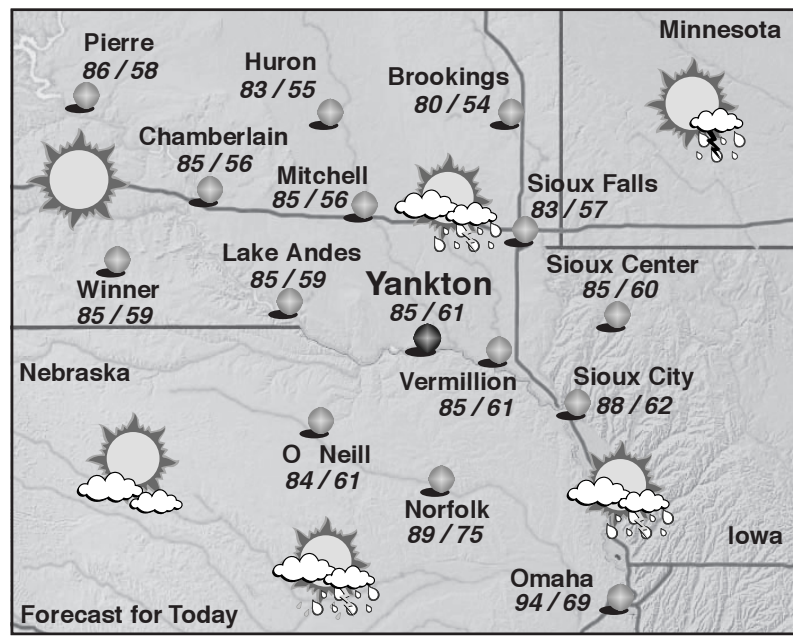 Pierre
86 / 58
Huron
83 / 55
Brookings
80 / 54
Minnesota
Chamberlain
85 / 56
Mitchell
85 / 56
Sioux Falls
83 / 57
Winner
85 / 59
Lake Andes
85 / 59
Yankton
85 / 61
Sioux Center
85 / 60
Nebraska
Vermillion
85 / 61
Sioux City
88 / 62
O Neill
84 / 61
Norfolk
89 / 75
Iowa
Omaha
94 / 69
Forecast for Today